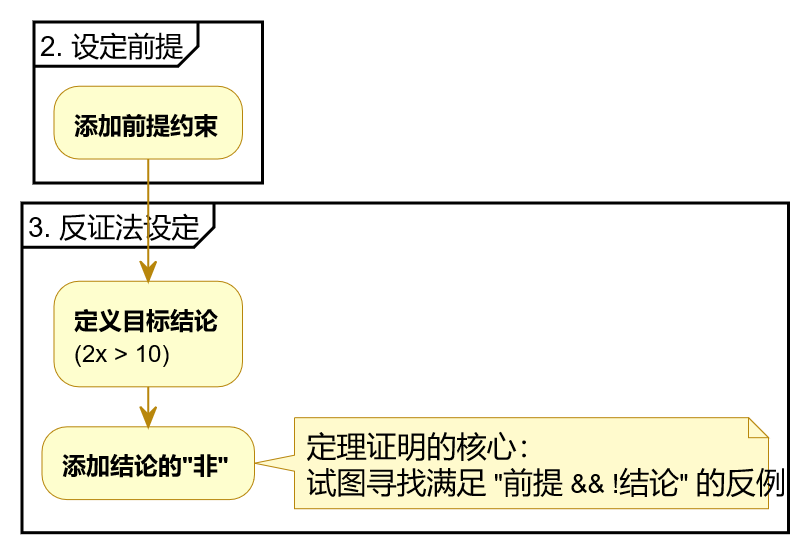 2. 设定前提
添加前提约束
3. 反证法设定
定义目标结论
(2x > 10)
添加结论的"非"
定理证明的核心：
试图寻找满足 "前提 && !结论" 的反例